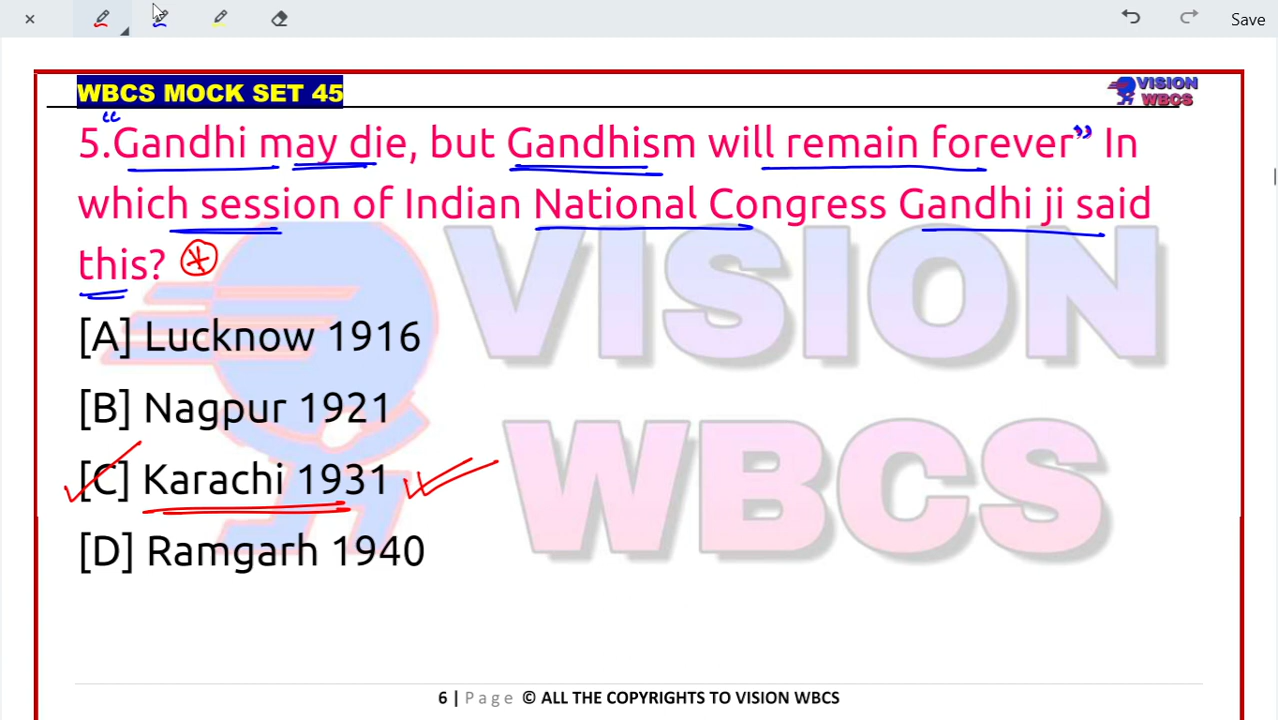 Save
WBCS MOCK SET 45
VISION
WBCS
5.“Gandhi may die, but Gandhism will remain forever” In
which session of Indian National Congress Gandhi ji said
this?
[A] Lucknow 1916
[B] Nagpur 1921
[C] Karachi 1931
[D] Ramgarh 1940
VISION
WBCS
6 | Page © ALL THE COPYRIGHTS TO VISION WBCS